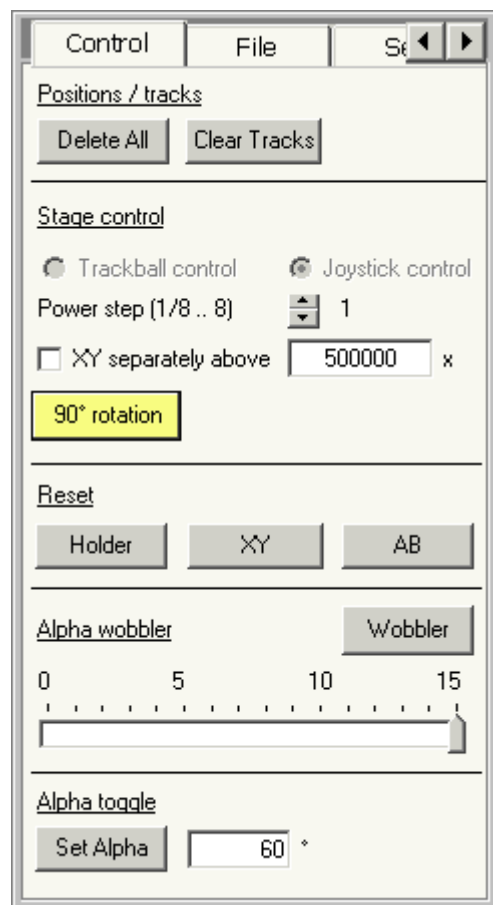 Control File Se
Positions / tracks
Delete All Clear Tracks
Stage control
Trackball control Joystick control
Power step (1/8 .. 8) 1
XY separately above 500000 x
90° rotation
Reset
Holder XY AB
Alpha wobbler Wobbler
0 5 10 15
Alpha toggle
Set Alpha 60 °